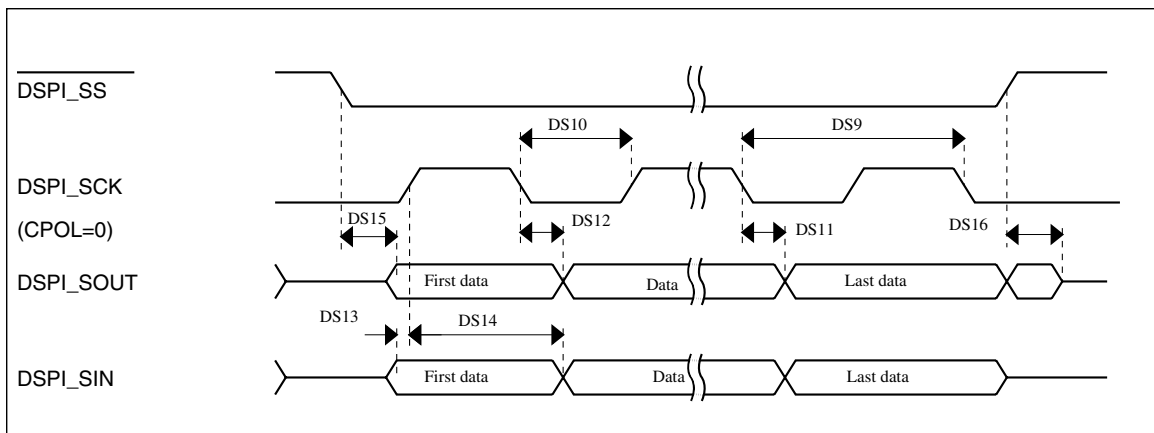 DSPI_SS
DS10
DS9
DSPI_SCK
(CPOL=0)
DS15
DS12
DS11
DS16
DSPI_SOUT
First data
Data
Last data
DS13
DS14
DSPI_SIN
First data
Data
Last data